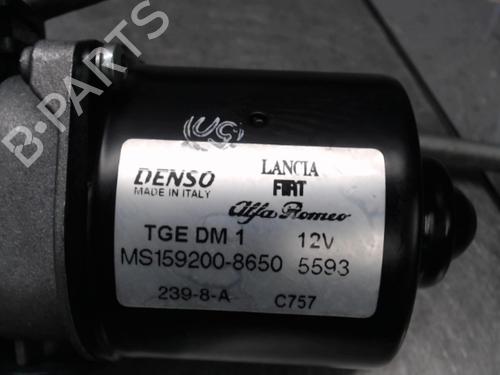 B-PARTS
DENSO
MADE IN ITALY
LANCIA
FIAT
Alfa Romeo
TGE DM 1 12V
MS159200-8650 5593
239-8-A C757